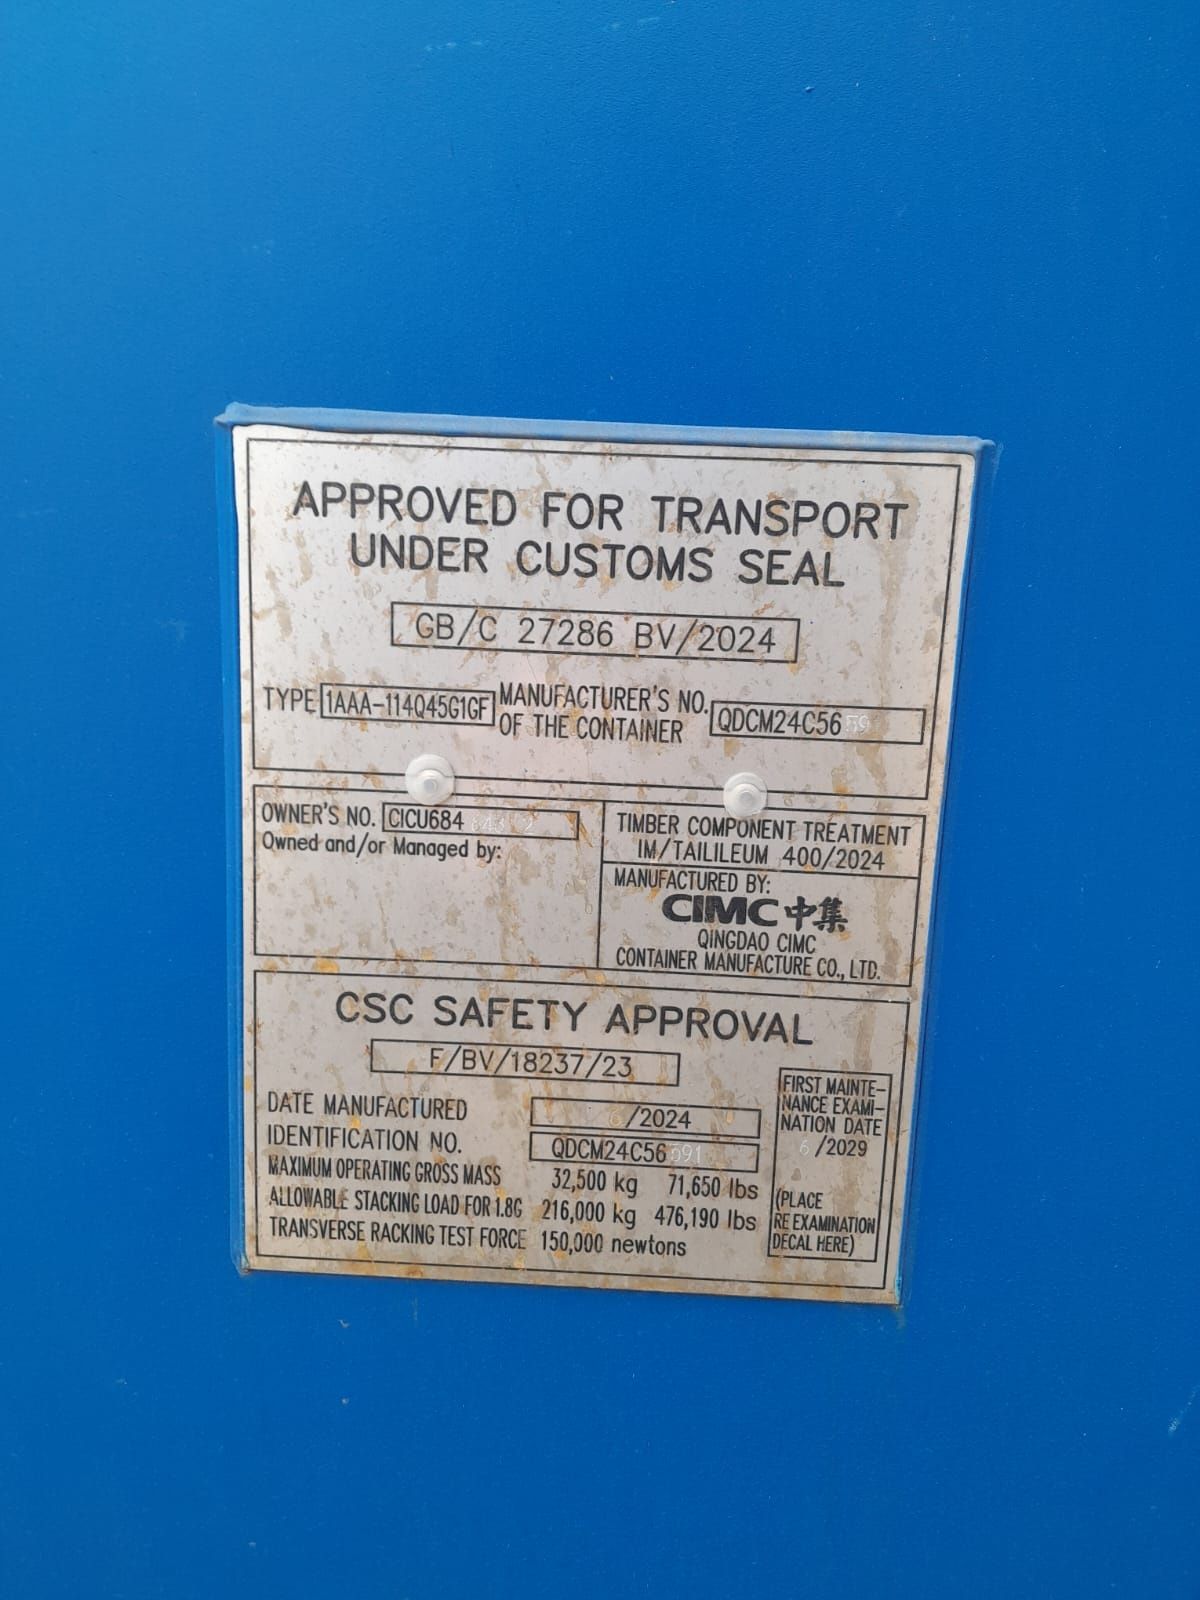 APPROVED FOR TRANSPORT
UNDER CUSTOMS SEAL
GB/C 27286 BV/2024
TYPE 1AAA-114Q45G1GF MANUFACTURER'S NO.
OF THE CONTAINER QDCM24C56
OWNER'S NO. CICU684
Owned and/or Managed by:
TIMBER COMPONENT TREATMENT
IM/TAILILEUM 400/2024
MANUFACTURED BY:
CIMC 中集
QINGDAO CIMC
CONTAINER MANUFACTURE CO., LTD.
CSC SAFETY APPROVAL
F/BV/18237/23
DATE MANUFACTURED 6/2024
IDENTIFICATION NO. QDCM24C56
MAXIMUM OPERATING GROSS MASS 32,500 kg 71,650 lbs
ALLOWABLE STACKING LOAD FOR 1.8G 216,000 kg 476,190 lbs
TRANSVERSE RACKING TEST FORCE 150,000 newtons
FIRST MAINTE-
NANCE EXAMI-
NATION DATE
6/2029
(PLACE
RE EXAMINATION
DECAL HERE)